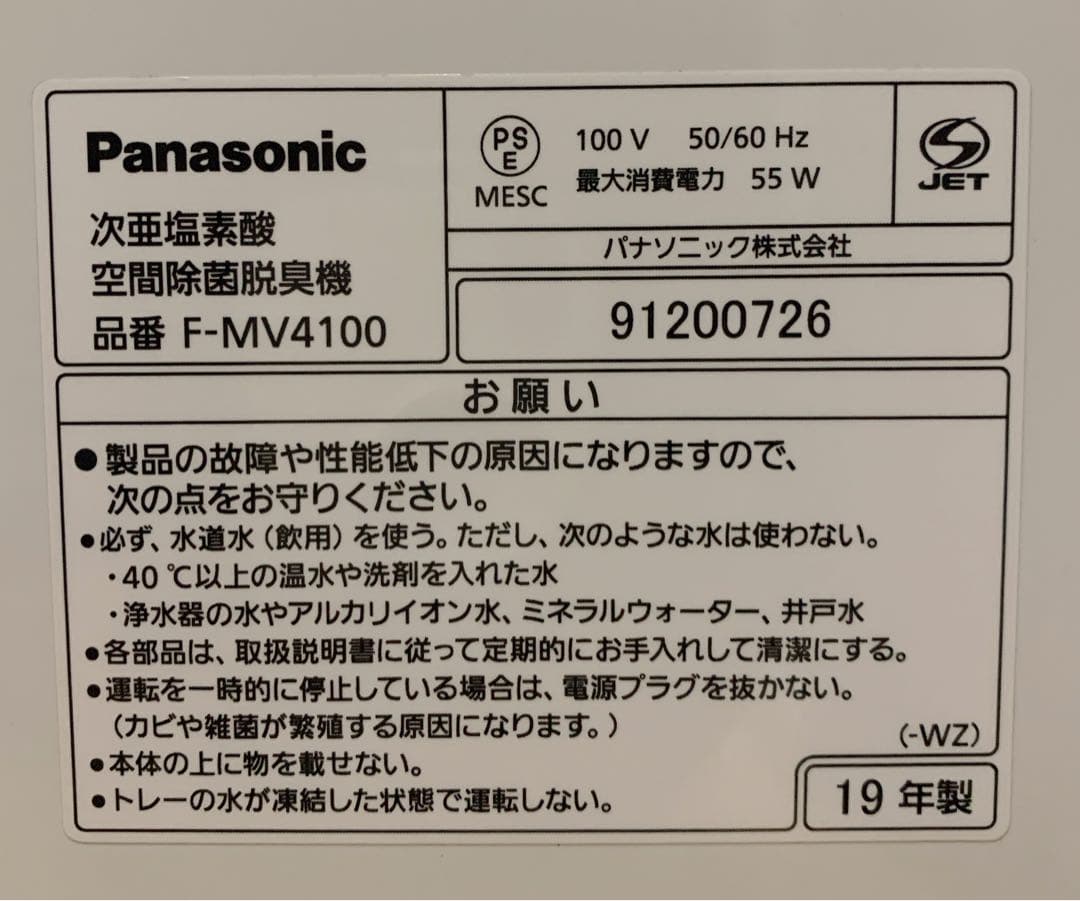 Panasonic
次亜塩素酸
空間除菌脱臭機
品番 F-MV4100
PSE
MESC
100 V 50/60 Hz
最大消費電力 55 W
JET
パナソニック株式会社
91200726
お願い
●製品の故障や性能低下の原因になりますので、
次の点をお守りください。
●必ず、水道水（飲用）を使う。ただし、次のような水は使わない。
・40 ℃以上の温水や洗剤を入れた水
・浄水器の水やアルカリイオン水、ミネラルウォーター、井戸水
●各部品は、取扱説明書に従って定期的にお手入れして清潔にする。
●運転を一時的に停止している場合は、電源プラグを抜かない。
（カビや雑菌が繁殖する原因になります。）
●本体の上に物を載せない。
●トレーの水が凍結した状態で運転しない。
(-WZ)
19 年製